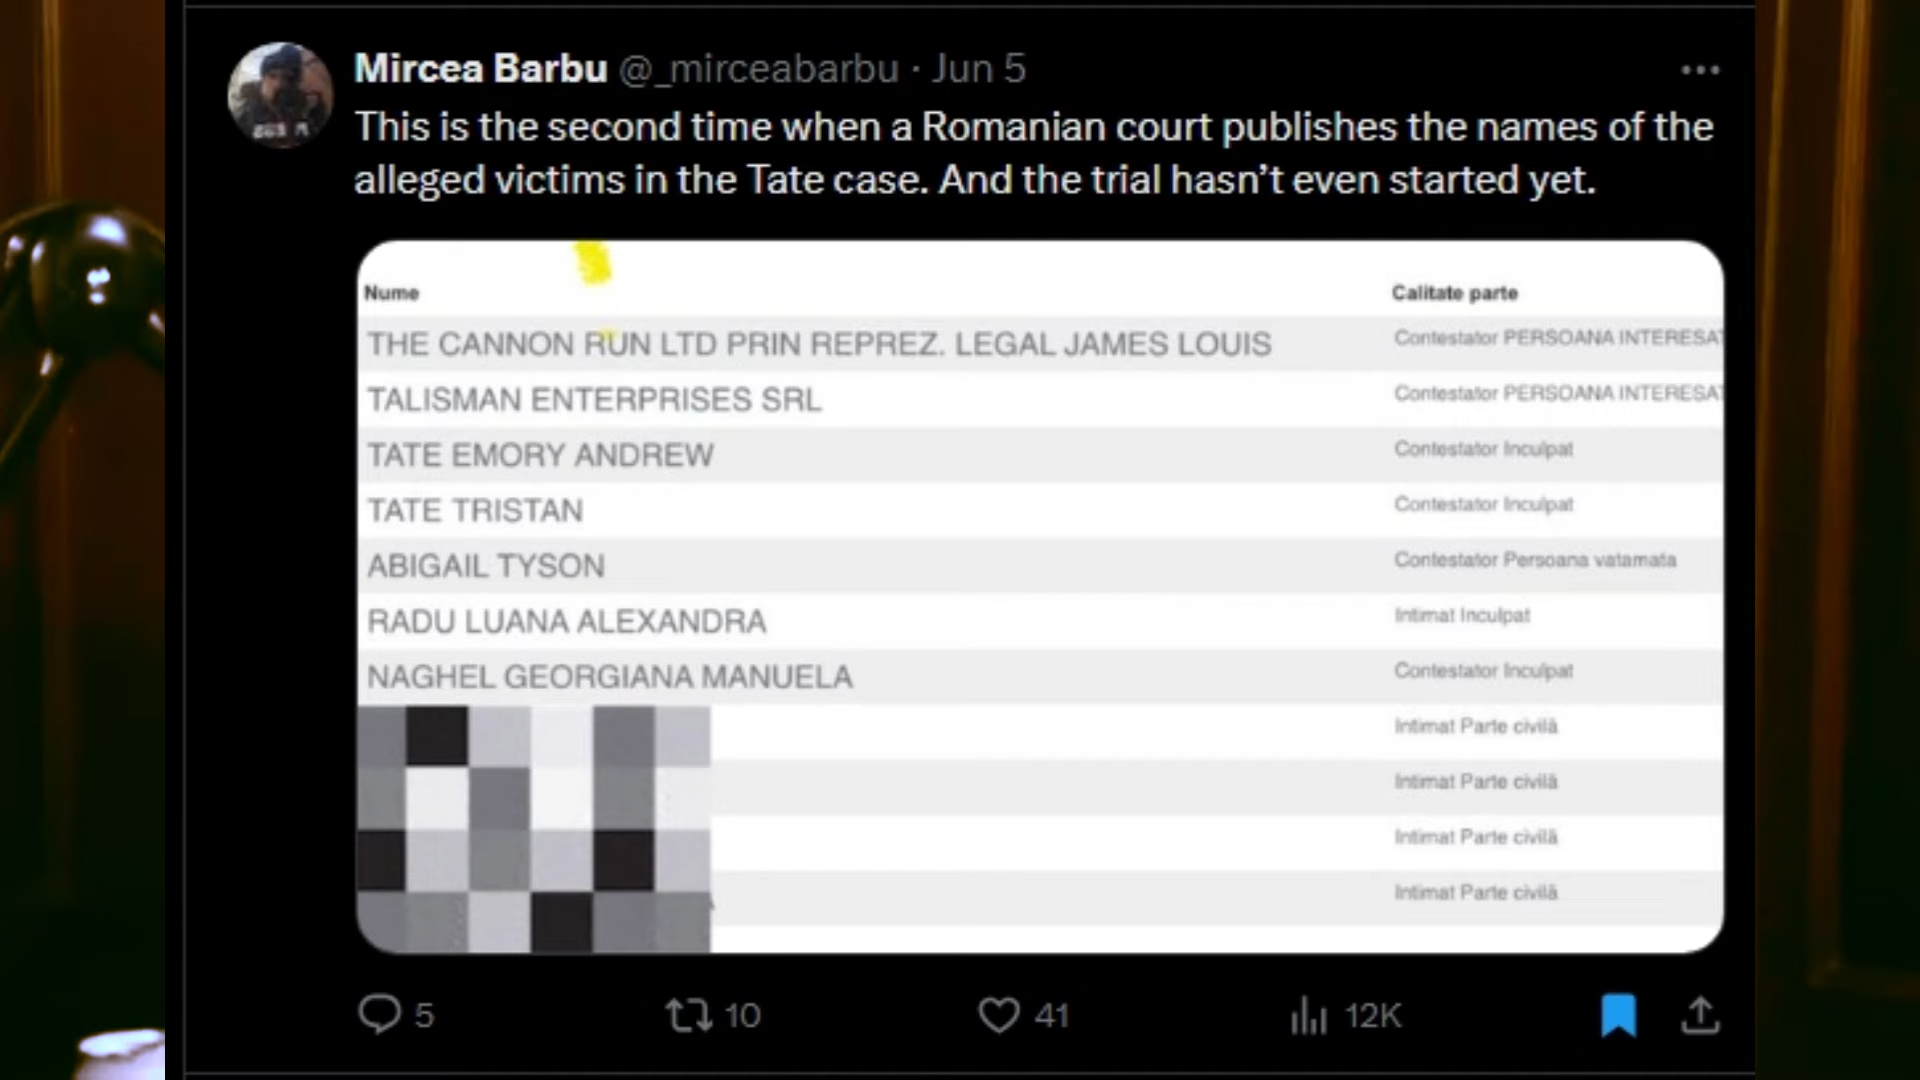 Mircea Barbu @_mirceabarbu · Jun 5
This is the second time when a Romanian court publishes the names of the
alleged victims in the Tate case. And the trial hasn't even started yet.
Nume Calitate parte
THE CANNON RUN LTD PRIN REPREZ. LEGAL JAMES LOUIS Contestator PERSOANA INTERESAT
TALISMAN ENTERPRISES SRL Contestator PERSOANA INTERESAT
TATE EMORY ANDREW Contestator Inculpat
TATE TRISTAN Contestator Inculpat
ABIGAIL TYSON Contestator Persoana vatamata
RADU LUANA ALEXANDRA Intimat Inculpat
NAGHEL GEORGIANA MANUELA Contestator Inculpat
Intimat Parte civilă
Intimat Parte civilă
Intimat Parte civilă
Intimat Parte civilă
5 10 41 12K